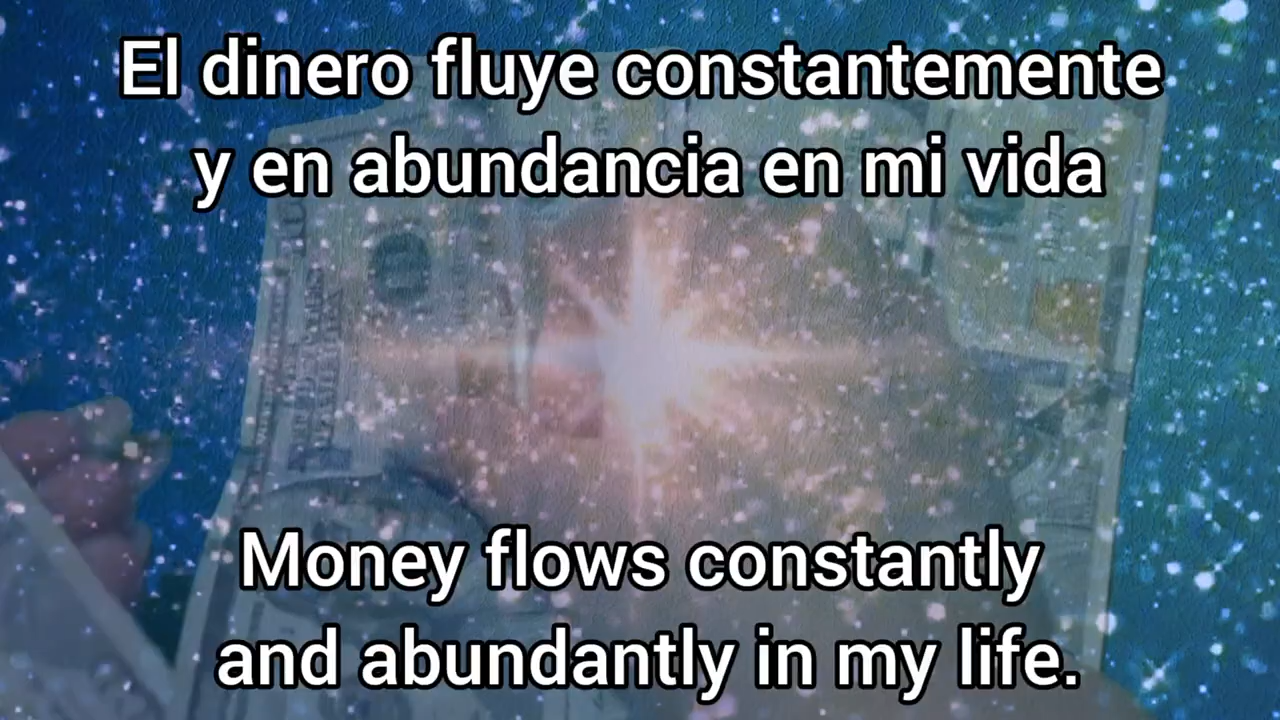 El dinero fluye constantemente
y en abundancia en mi vida
Money flows constantly
and abundantly in my life.